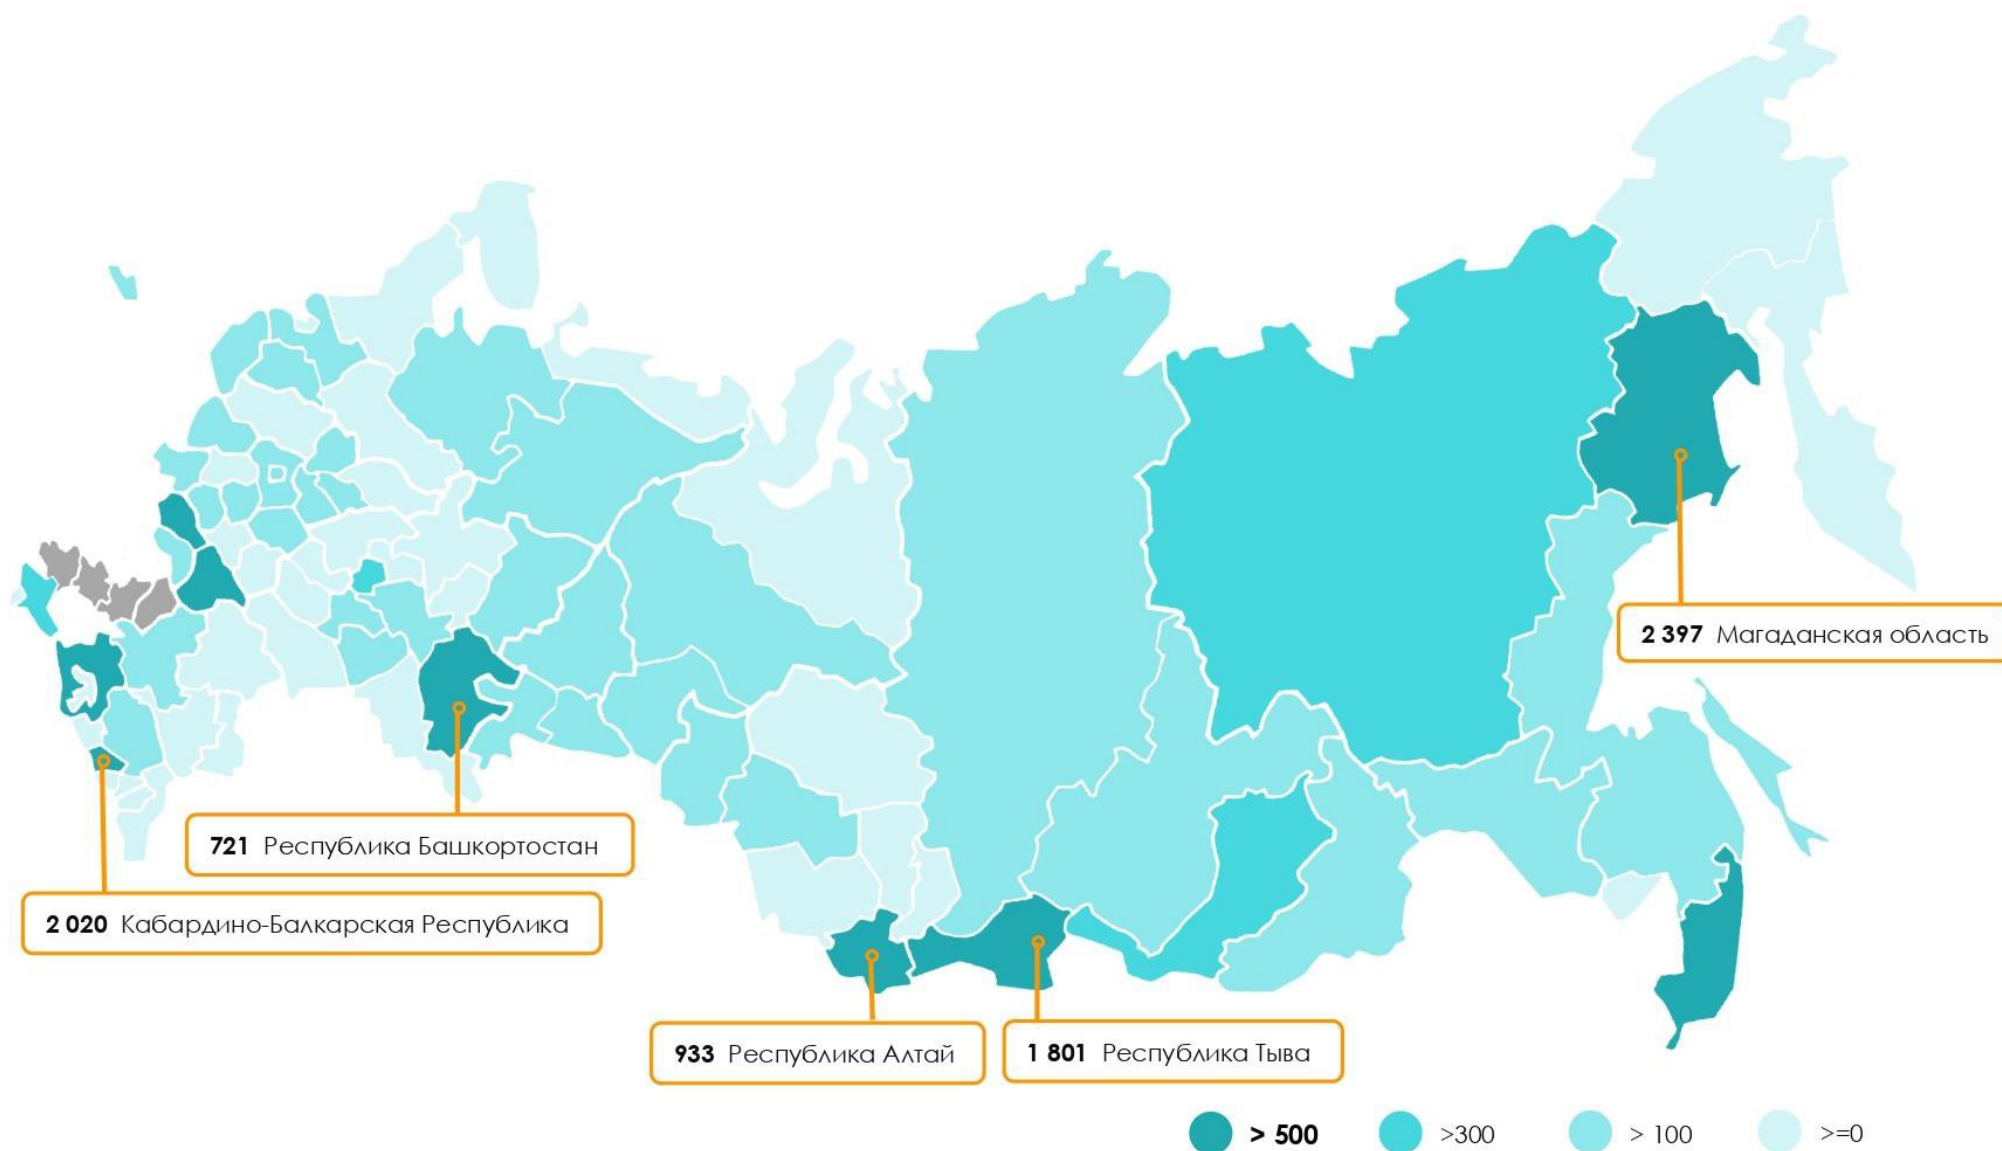 2 397 Магаданская область
721 Республика Башкортостан
2 020 Кабардино-Балкарская Республика
933 Республика Алтай
1 801 Республика Тыва
> 500
>300
> 100
>=0